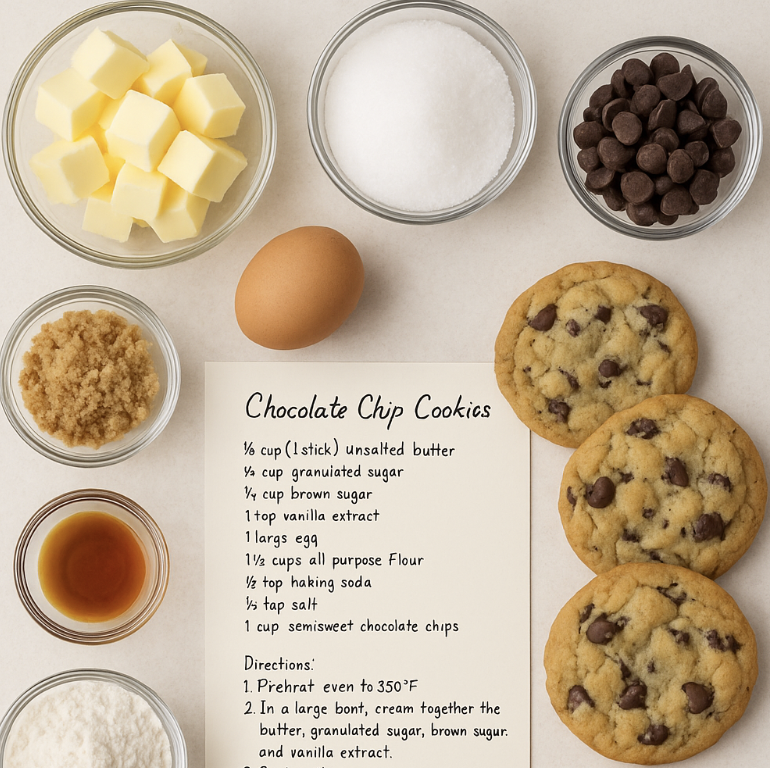 Chocolate Chip Cookies
⅛ cup (1 stick) unsalted butter
½ cup granulated sugar
¼ cup brown sugar
1 top vanilla extract
1 largs egq
1½ cups all purpose Flour
½ top haking soda
⅓ tap salt
1 cup semisweet chocolate chips
Directions:
1. Prehrat even to 350°F
2. In a large bont, cream together the
butter, granulated sugar, brown sugur.
and vanilla extract.